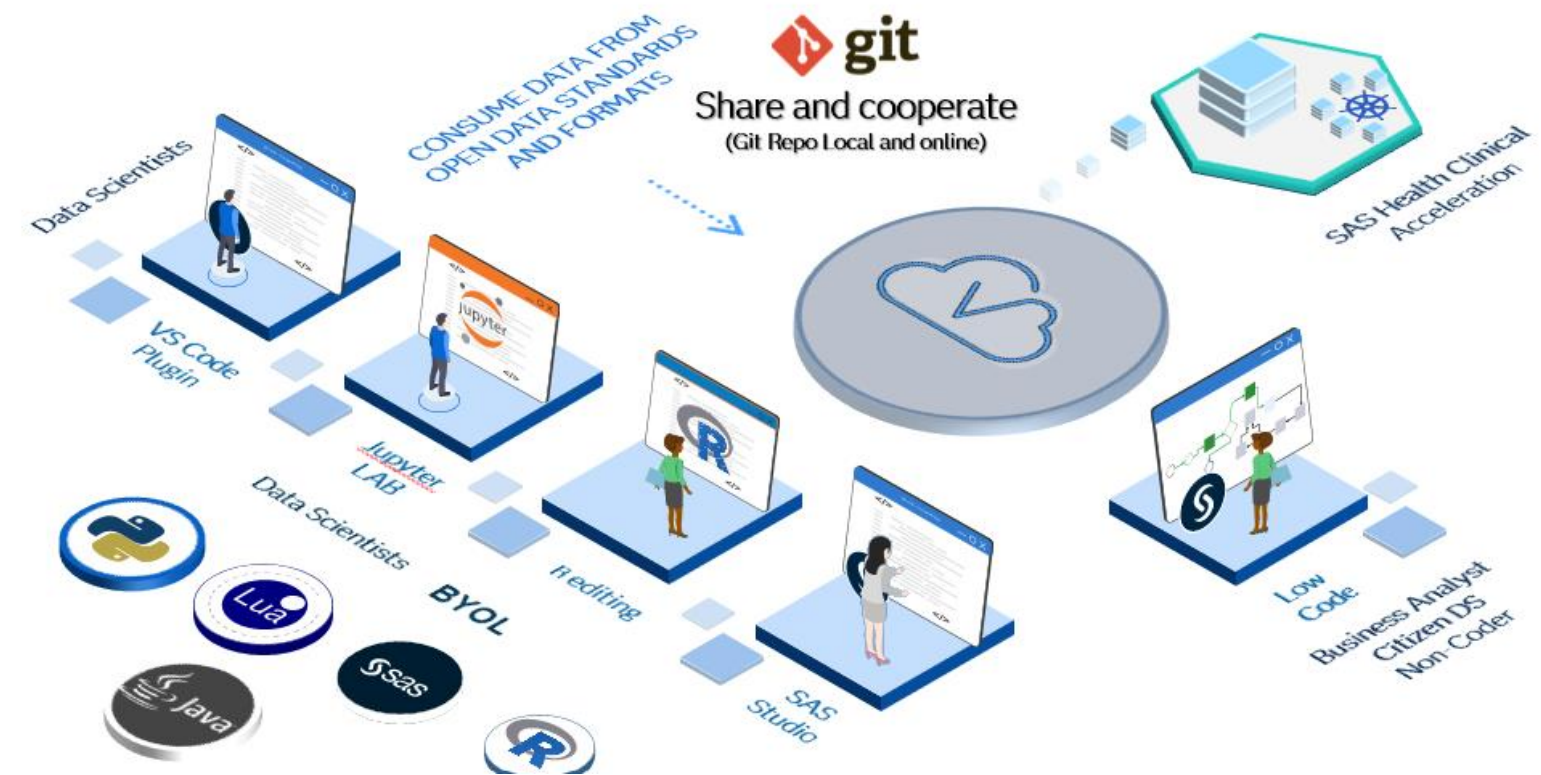 git
Share and cooperate
(Git Repo Local and online)
CONSUME DATA FROM
OPEN DATA STANDARDS
AND FORMATS
SAS Health Clinical
Acceleration
Data Scientists
VS Code
Plugin
</>
</>
Jupyter
LAB
</>
jupyter
</>
R editing
</>
R
</>
SAS
Studio
</>
</>
Low
Code
Business Analyst
Citizen DS
Non-Coder
Data Scientists
BYOL
Lua
Java
sas
R